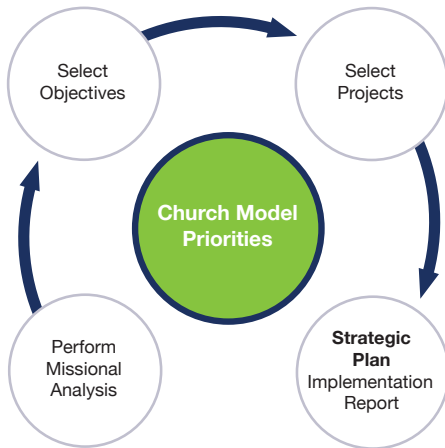 Select
Objectives
Select
Projects
Church Model
Priorities
Perform
Missional
Analysis
Strategic
Plan
Implementation
Report